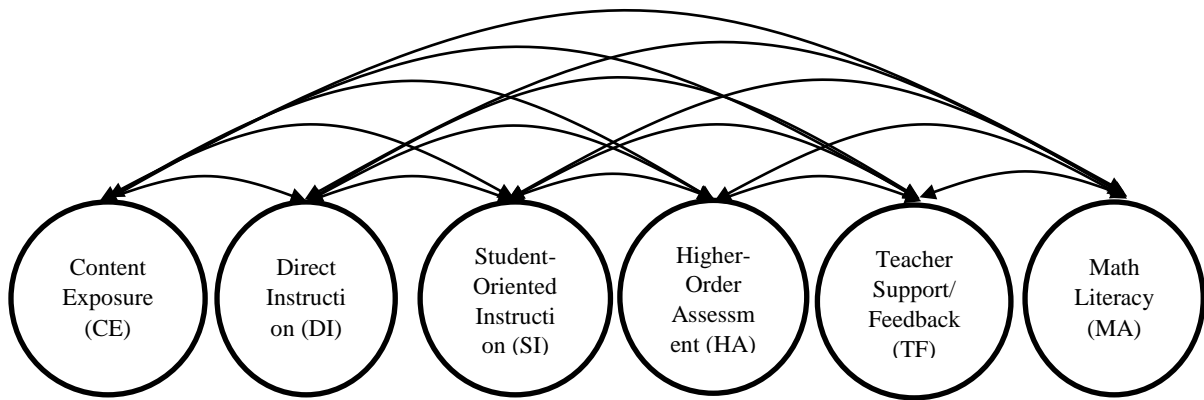 Content
Exposure
(CE)
Direct
Instructi
on (DI)
Student-
Oriented
Instructi
on (SI)
Higher-
Order
Assessm
ent (HA)
Teacher
Support/
Feedback
(TF)
Math
Literacy
(MA)